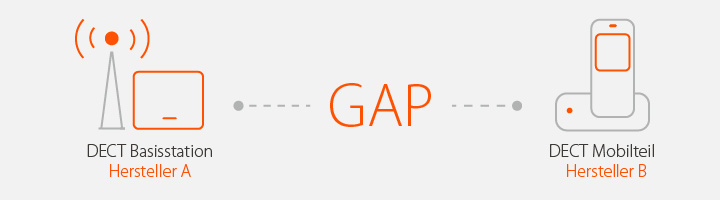 GAP
DECT Basisstation
Hersteller A
DECT Mobilteil
Hersteller B